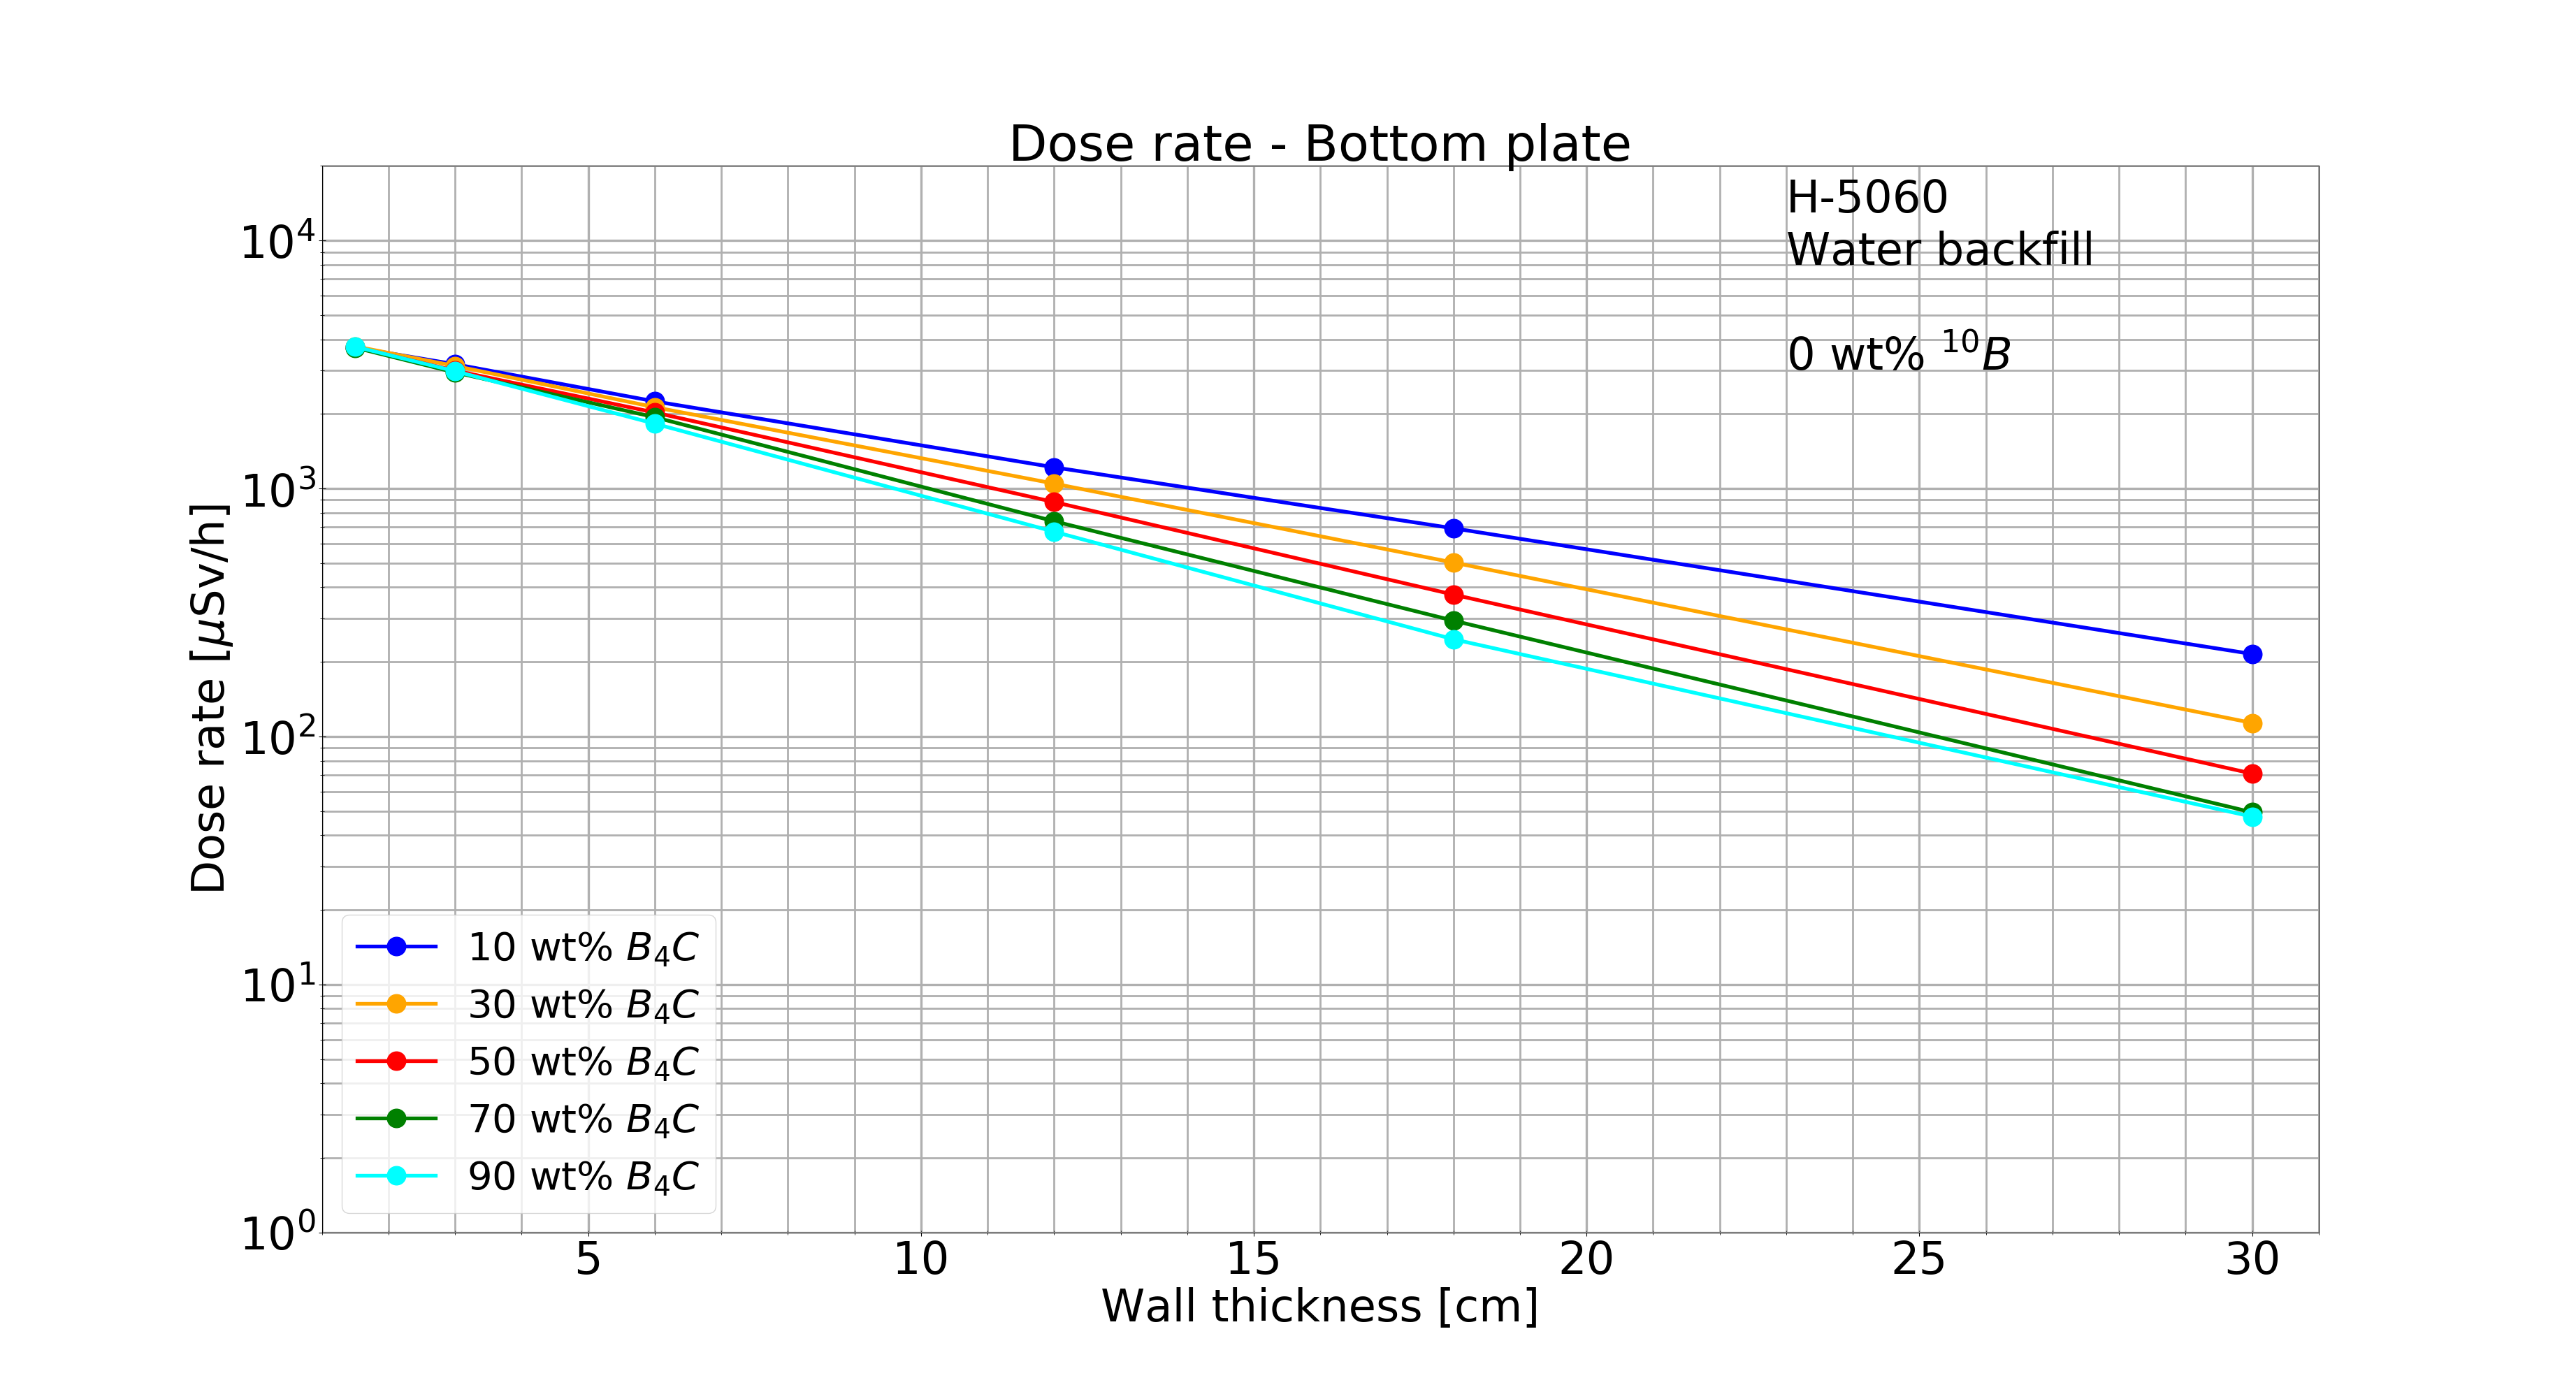 Dose rate - Bottom plate
H-5060
Water backfill
0 wt% ¹⁰B
Dose rate [μSv/h]
10⁴
10³
10²
10¹
10⁰
10 wt% B₄C
30 wt% B₄C
50 wt% B₄C
70 wt% B₄C
90 wt% B₄C
5 10 15 20 25 30
Wall thickness [cm]